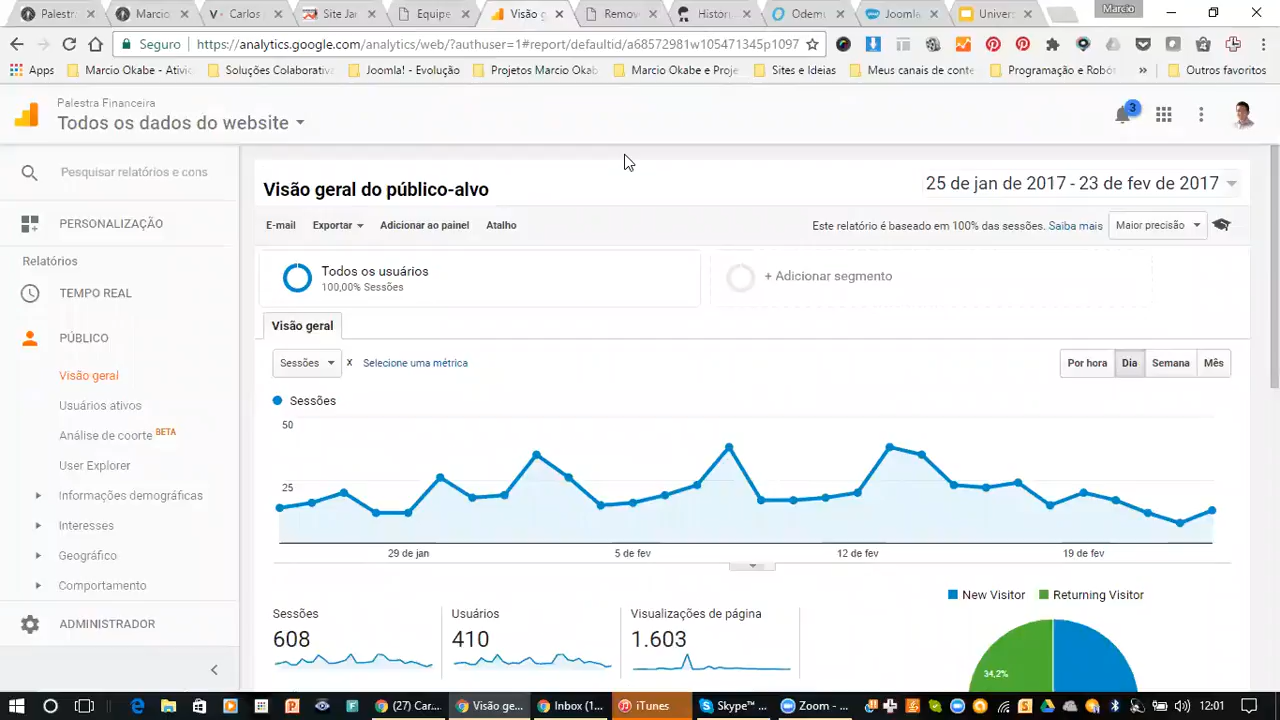 Palestra
Marcio
Carlos
Site Jar
Equipe
Visão g
Remov
Históri
Odemu
Joomla
Univers
Marcio
Seguro
https://analytics.google.com/analytics/web/?authuser=1#report/defaultid/a68572981w105471345p1097
Apps
Marcio Okabe - Ativid
Soluções Colaborativa
Joomla! - Evolução
Projetos Marcio Okab
Marcio Okabe e Proje
Sites e Ideias
Meus canais de conte
Programação e Robór
»
Outros favoritos
Palestra Financeira
Todos os dados do website
3
Pesquisar relatórios e cons
PERSONALIZAÇÃO
Relatórios
TEMPO REAL
PÚBLICO
Visão geral
Usuários ativos
Análise de coorte BETA
User Explorer
Informações demográficas
Interesses
Geográfico
Comportamento
ADMINISTRADOR
Visão geral do público-alvo
25 de jan de 2017 - 23 de fev de 2017
E-mail
Exportar
Adicionar ao painel
Atalho
Este relatório é baseado em 100% das sessões. Saiba mais
Maior precisão
Todos os usuários
100,00% Sessões
+ Adicionar segmento
Visão geral
Sessões
x
Selecione uma métrica
Por hora
Dia
Semana
Mês
Sessões
50
25
29 de jan
5 de fev
12 de fev
19 de fev
New Visitor
Returning Visitor
Sessões
608
Usuários
410
Visualizações de página
1.603
34,2%
(27) Car...
Visão ge...
Inbox (1...
iTunes
Skype™ ...
Zoom - ...
12:01